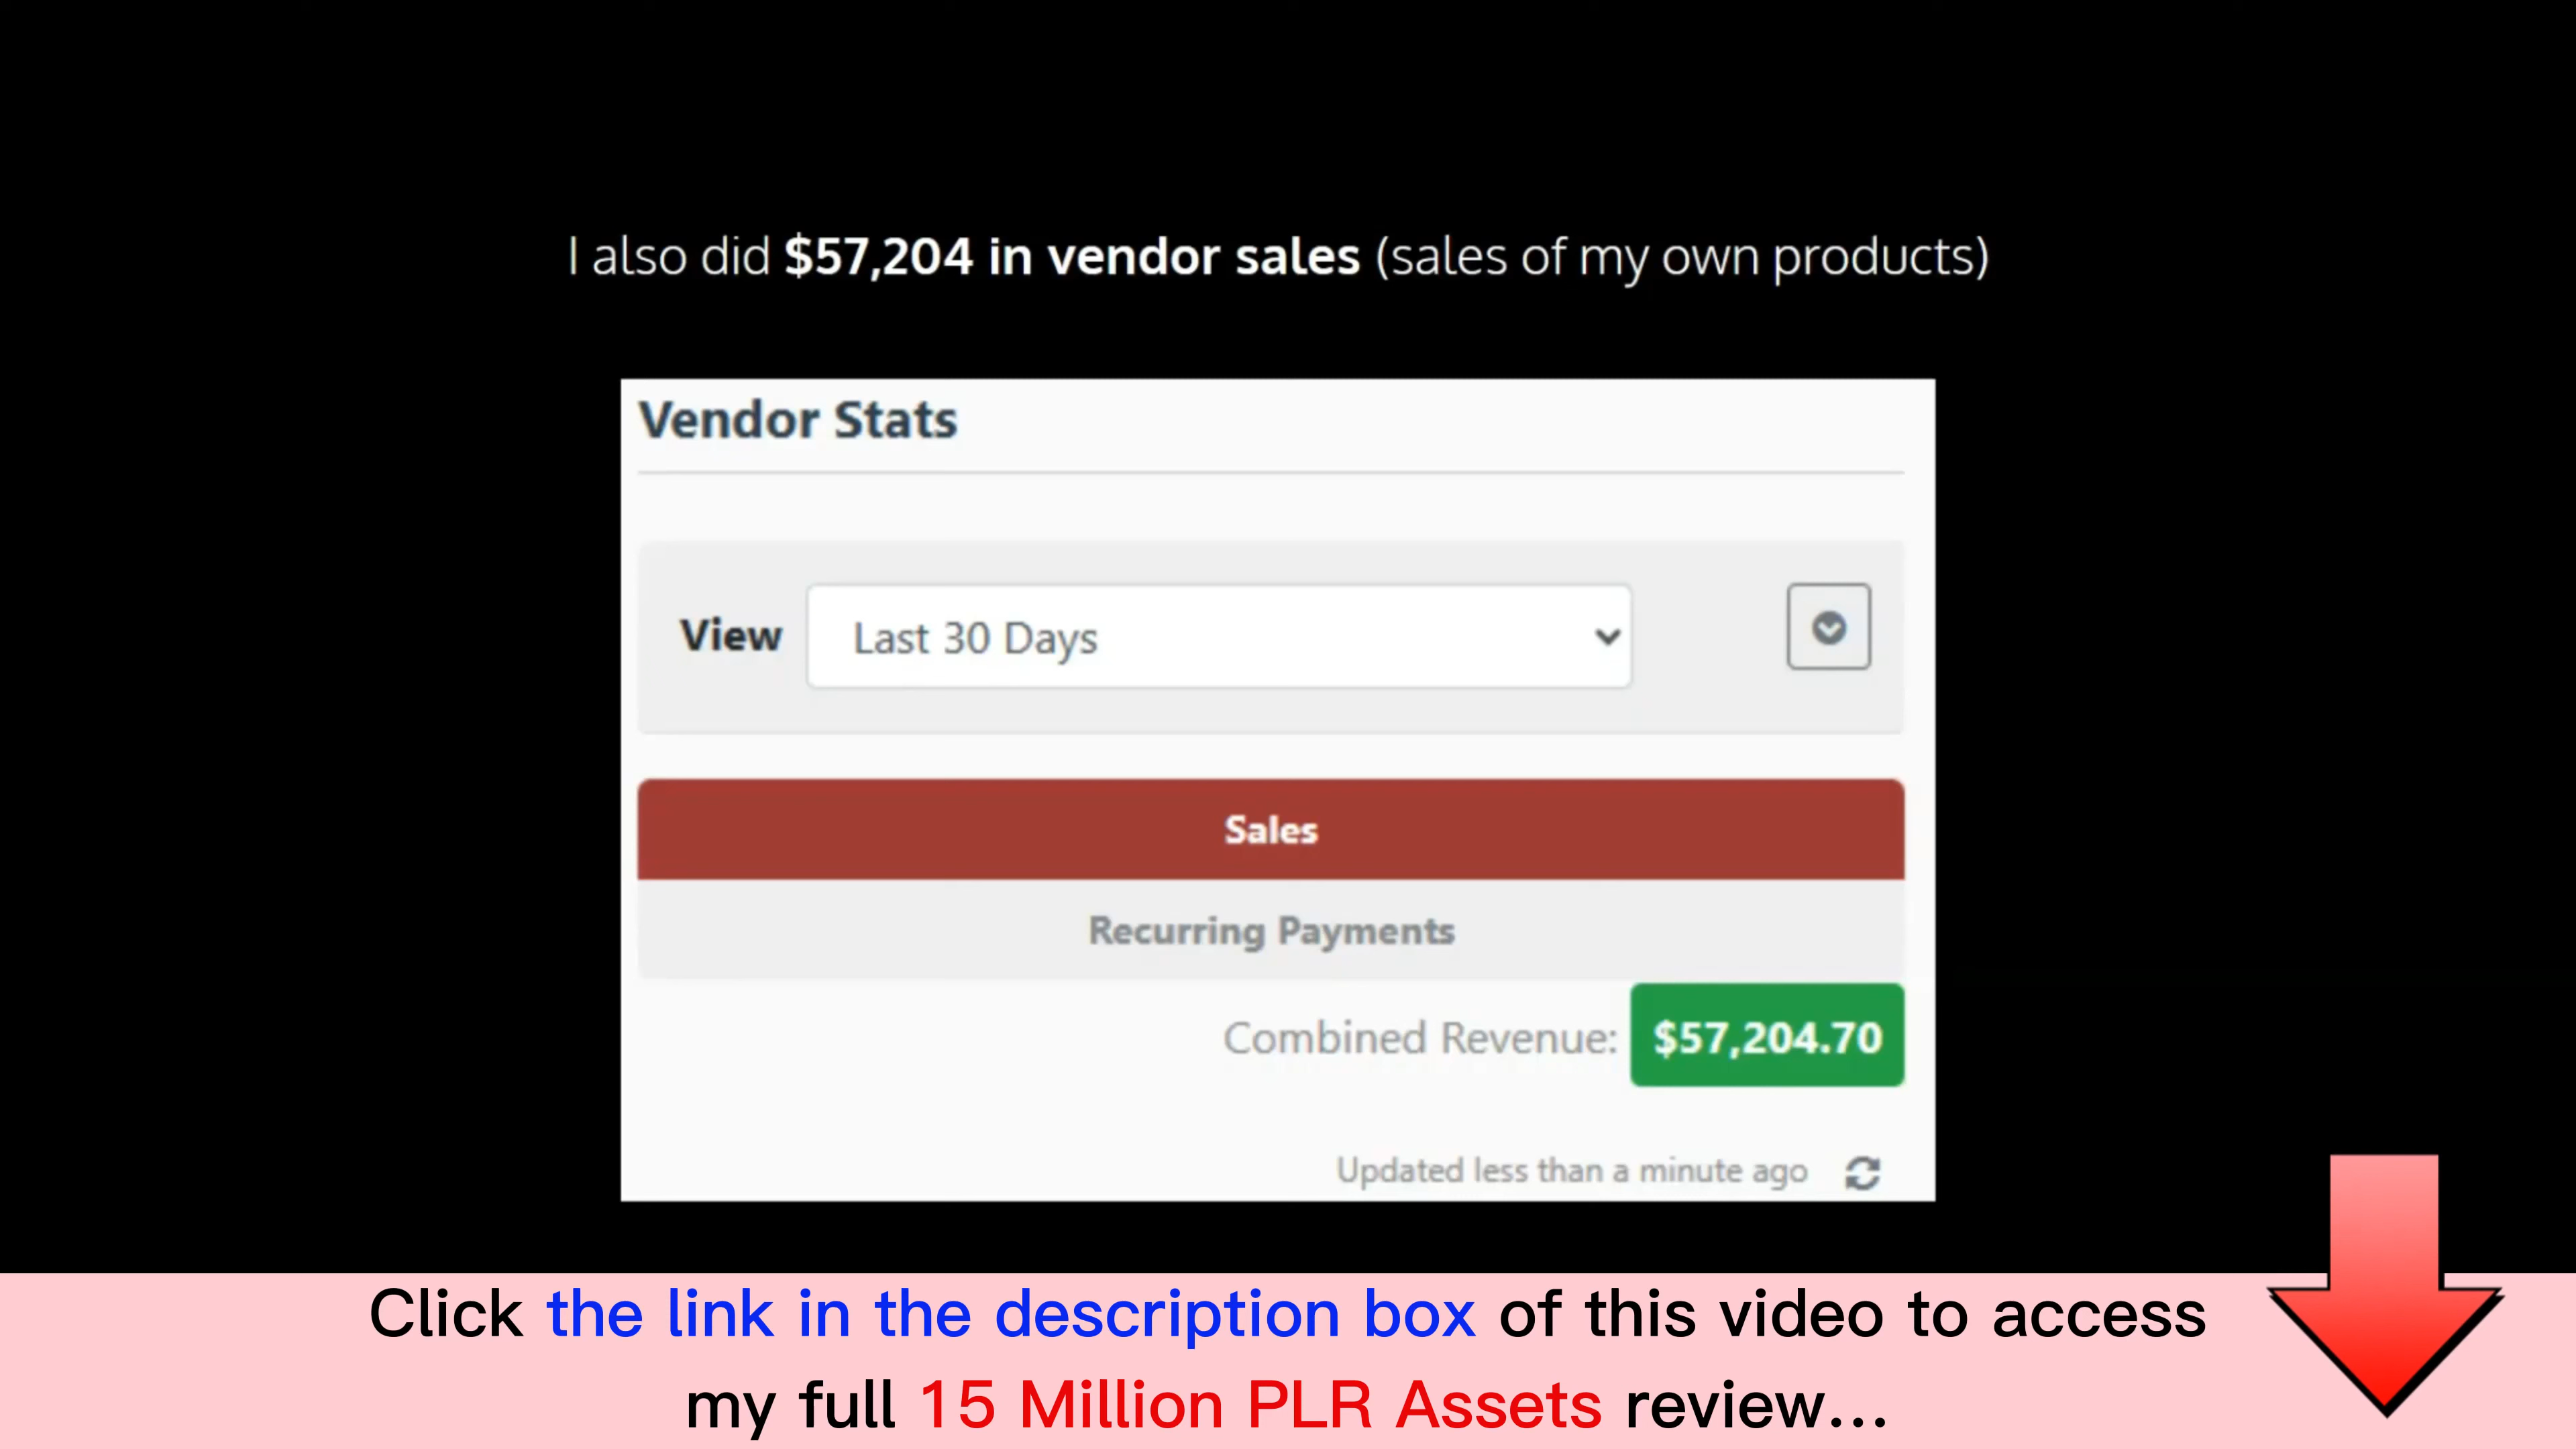 I also did $57,204 in vendor sales (sales of my own products)
Vendor Stats
View Last 30 Days
Sales
Recurring Payments
Combined Revenue: $57,204.70
Updated less than a minute ago
Click the link in the description box of this video to access
my full 15 Million PLR Assets review...